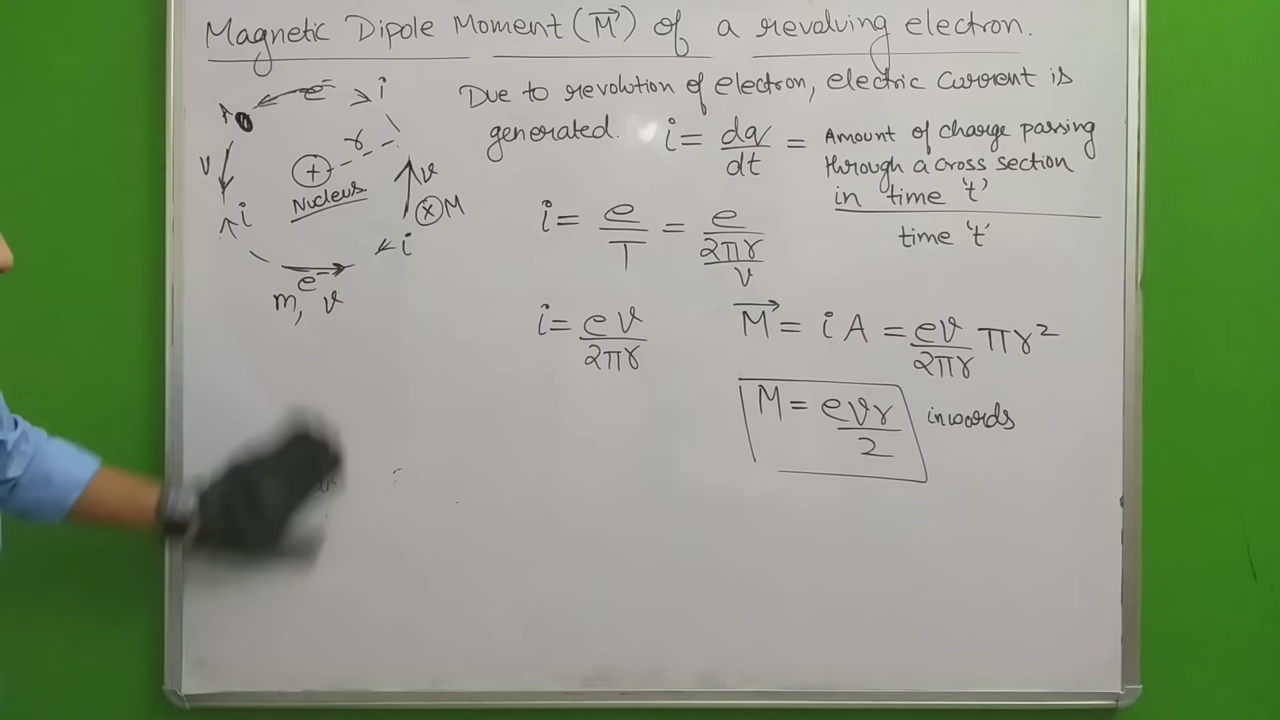 Magnetic Dipole Moment (M⃗) of a revolving electron.
Due to revolution of electron, electric current is
generated. i = dq/dt = Amount of charge passing
through a cross section
in time 't'
time 't'
i = e/T = e/(2πr/v)
i = ev/2πr
M⃗ = iA = ev/2πr πr²
M = evr/2 inwards
e⁻ i
r
v
+
Nucleus
v
⊗ M
i
i
e⁻
m, v